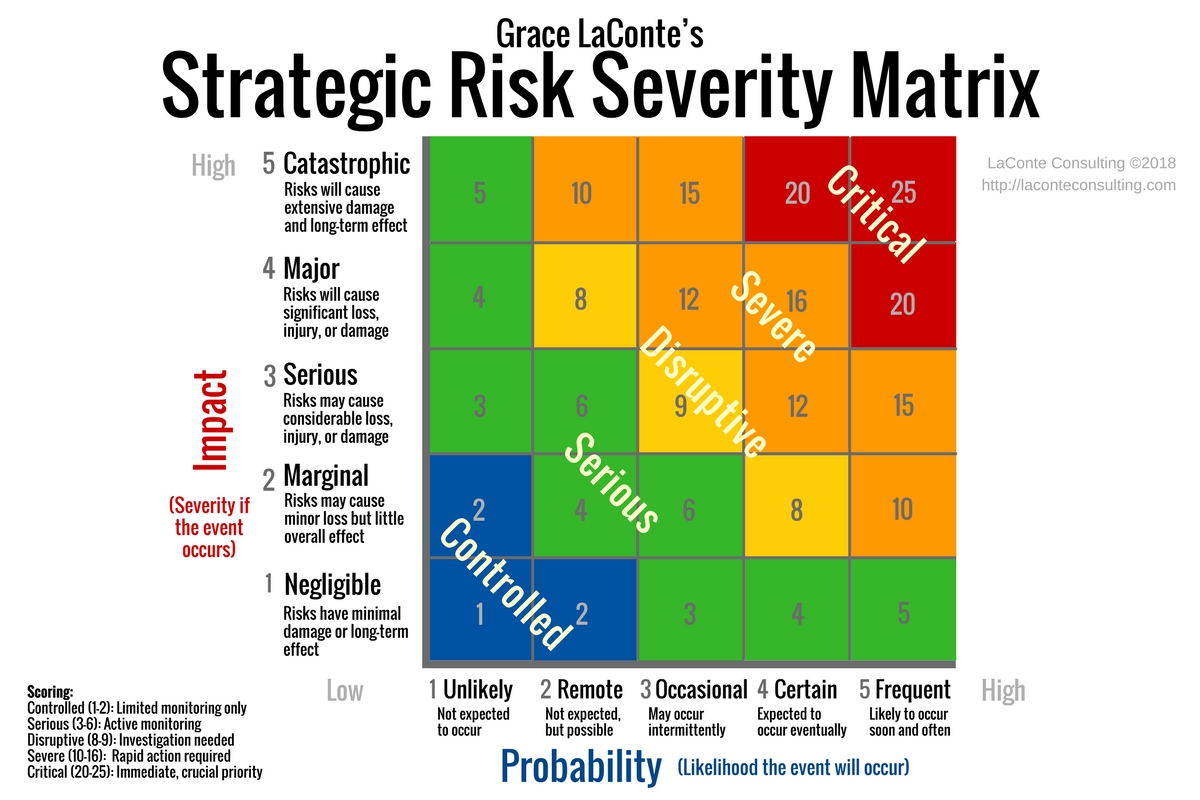 Grace LaConte’s
Strategic Risk Severity Matrix
LaConte Consulting ©2018
http://laconteconsulting.com
High
5 Catastrophic
Risks will cause
extensive damage
and long-term effect
5
10
15
20
25
Critical
4 Major
Risks will cause
significant loss,
injury, or damage
4
8
12
16
20
Severe
Impact
(Severity if
the event
occurs)
3 Serious
Risks may cause
considerable loss,
injury, or damage
3
6
9
12
15
Disruptive
2 Marginal
Risks may cause
minor loss but little
overall effect
2
4
6
8
10
Serious
1 Negligible
Risks have minimal
damage or long-term
effect
1
2
3
4
5
Controlled
Low
1 Unlikely
Not expected
to occur
2 Remote
Not expected,
but possible
3 Occasional
May occur
intermittently
4 Certain
Expected to
occur eventually
5 Frequent
Likely to occur
soon and often
High
Probability (Likelihood the event will occur)
Scoring:
Controlled (1-2): Limited monitoring only
Serious (3-6): Active monitoring
Disruptive (8-9): Investigation needed
Severe (10-16): Rapid action required
Critical (20-25): Immediate, crucial priority